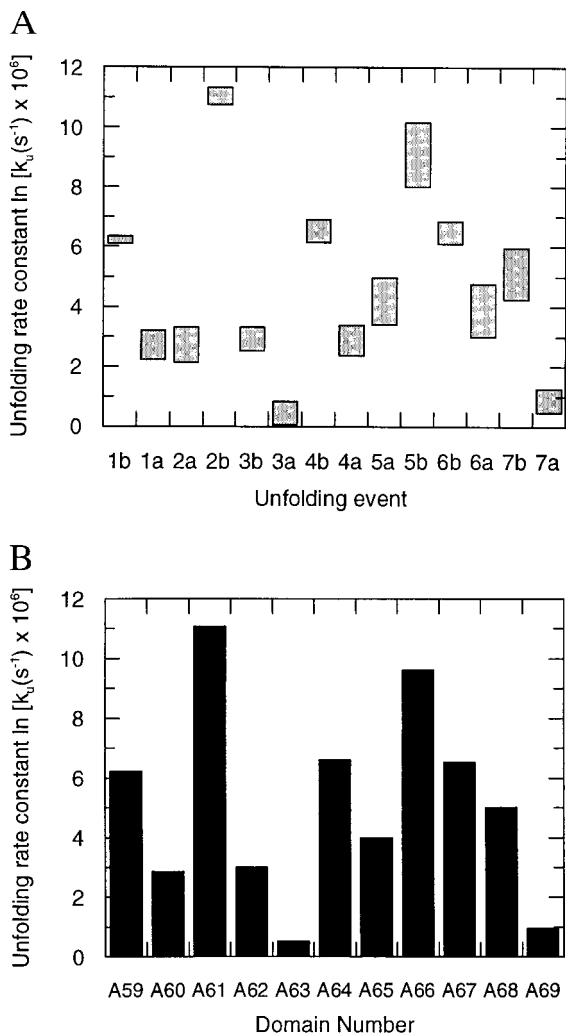 A
Unfolding rate constant ln [kᵤ(s⁻¹) x 10⁶]
12
10
8
6
4
2
0
1b 1a 2a 2b 3b 3a 4b 4a 5a 5b 6b 6a 7b 7a
Unfolding event
B
Unfolding rate constant ln [kᵤ(s⁻¹) x 10⁶]
12
10
8
6
4
2
0
A59 A60 A61 A62 A63 A64 A65 A66 A67 A68 A69
Domain Number